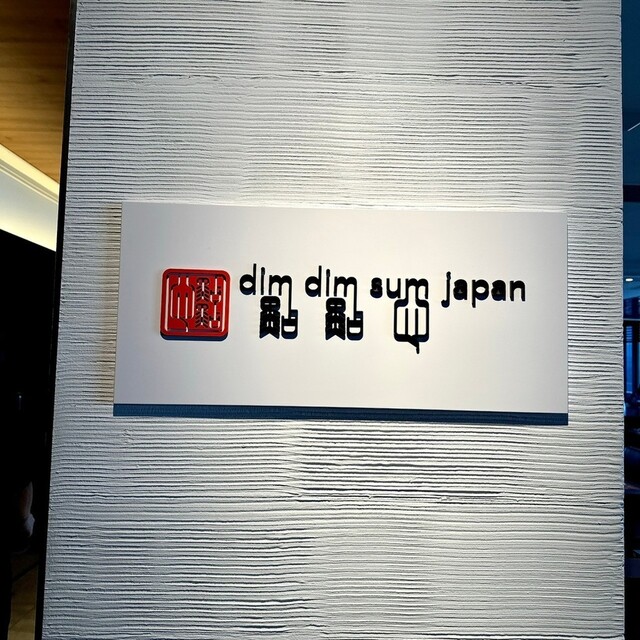 dim dim sum japan
點點心